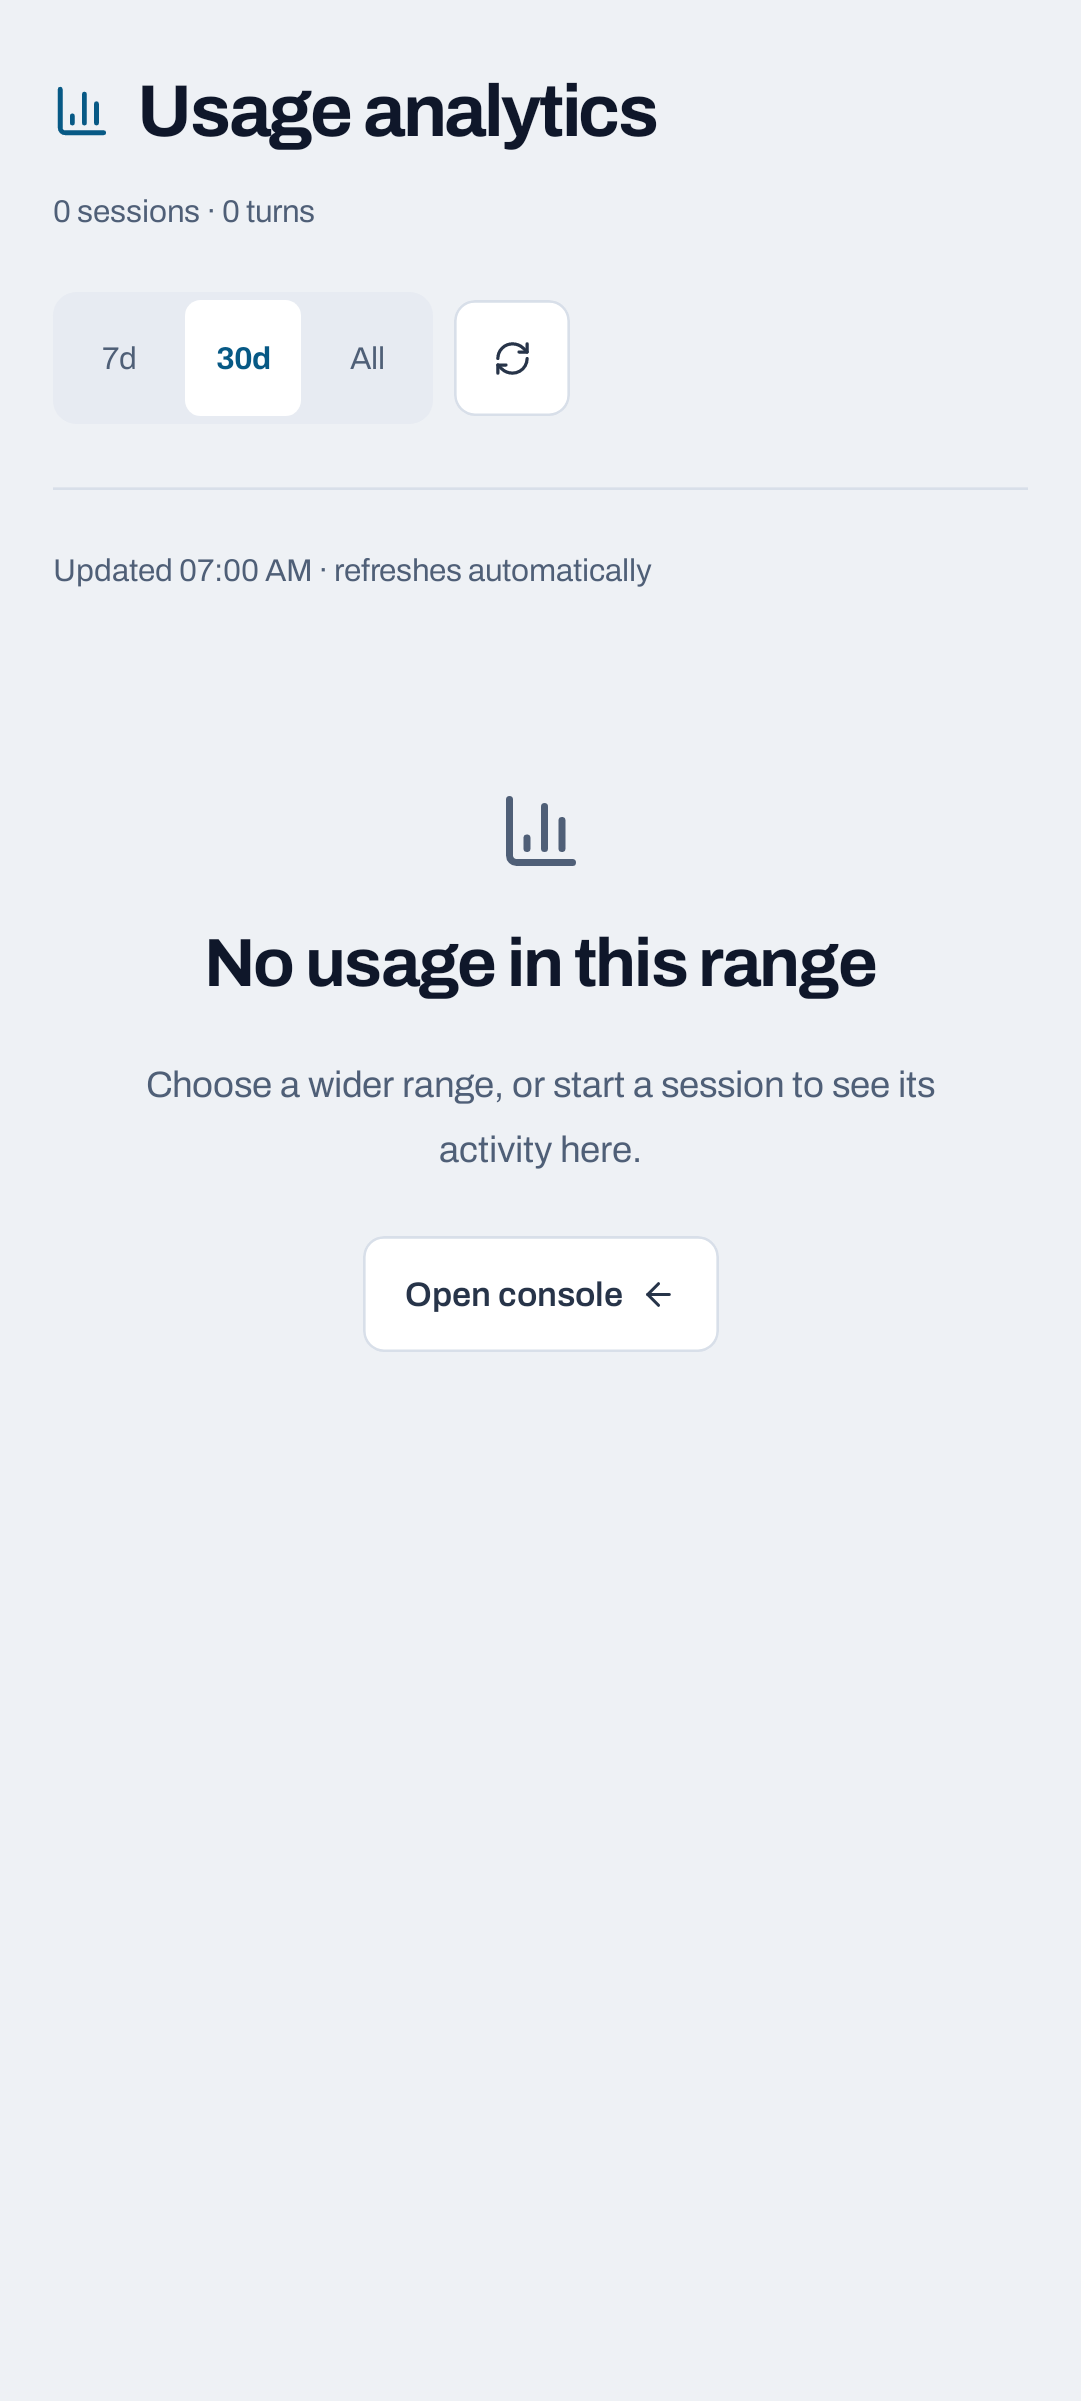 Usage analytics
0 sessions · 0 turns
7d 30d All
Updated 07:00 AM · refreshes automatically
No usage in this range
Choose a wider range, or start a session to see its
activity here.
Open console